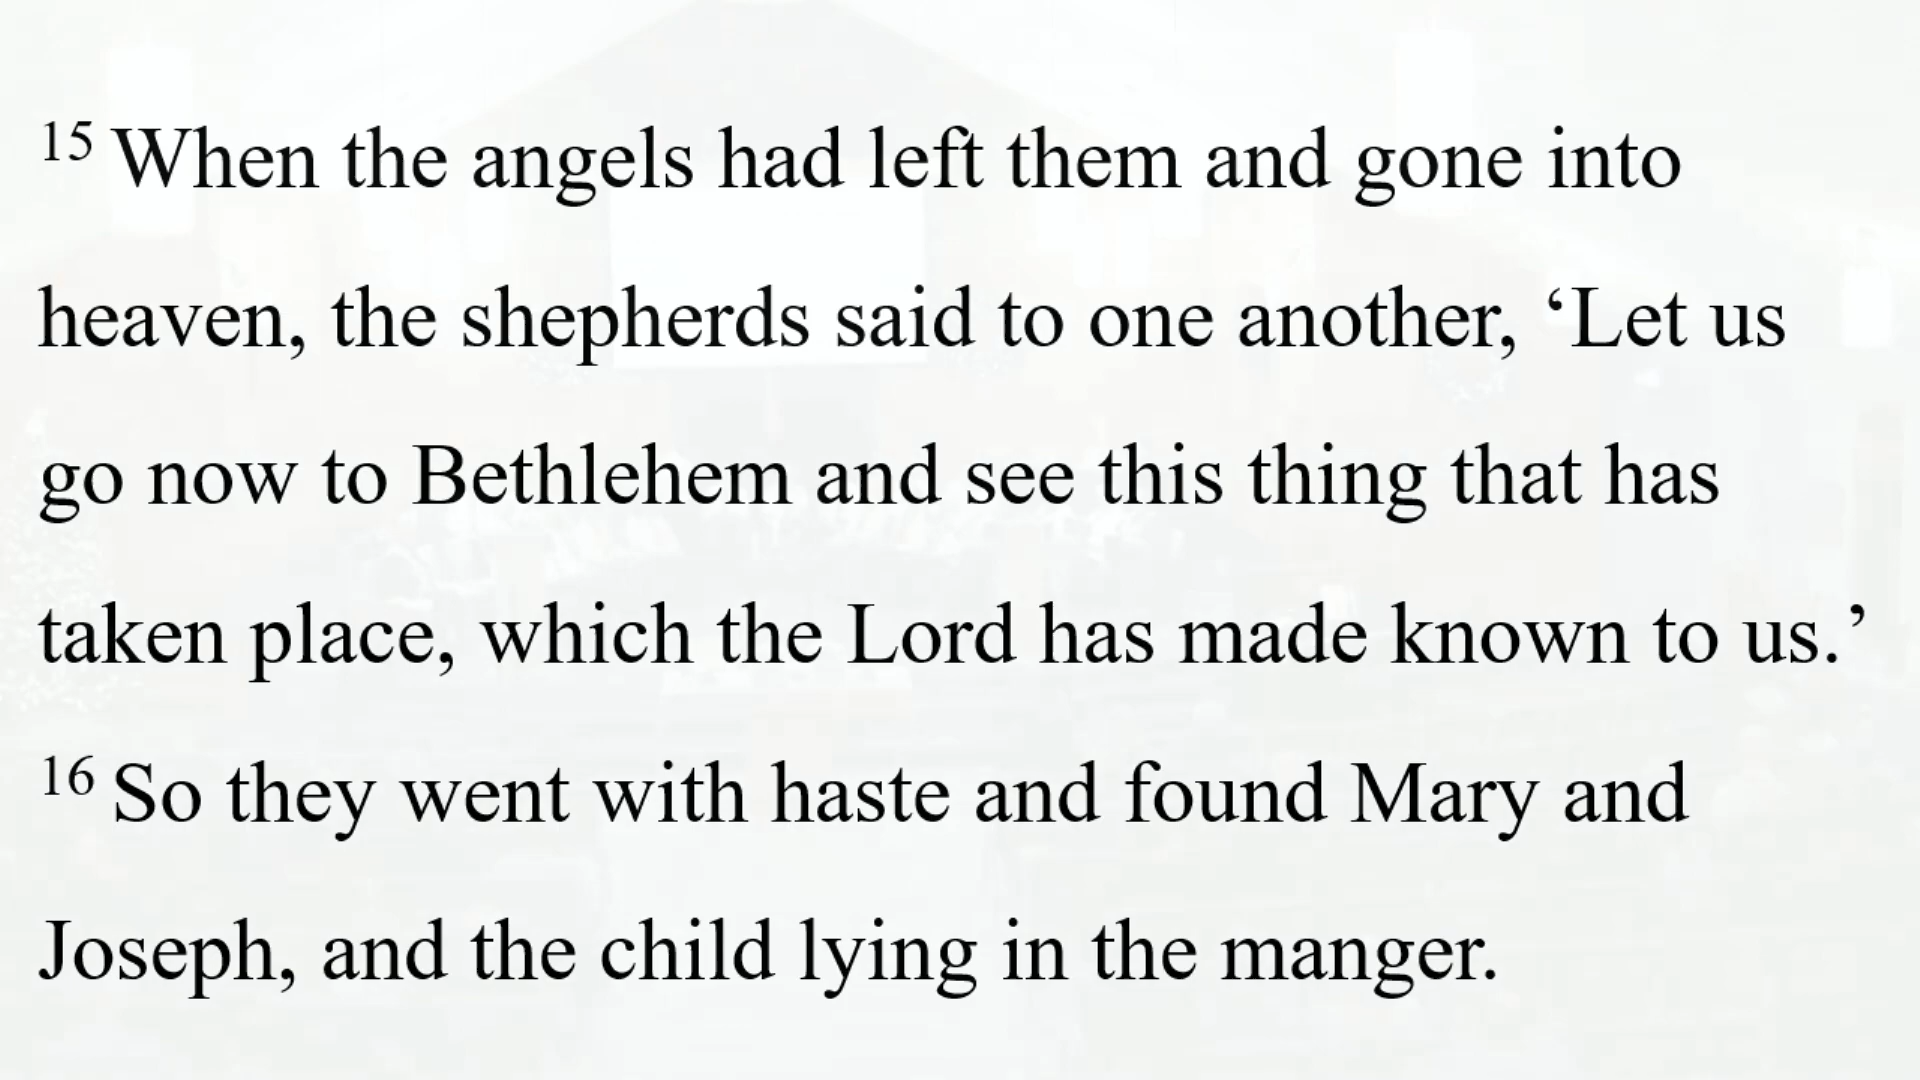 15 When the angels had left them and gone into
heaven, the shepherds said to one another, ‘Let us
go now to Bethlehem and see this thing that has
taken place, which the Lord has made known to us.’
16 So they went with haste and found Mary and
Joseph, and the child lying in the manger.